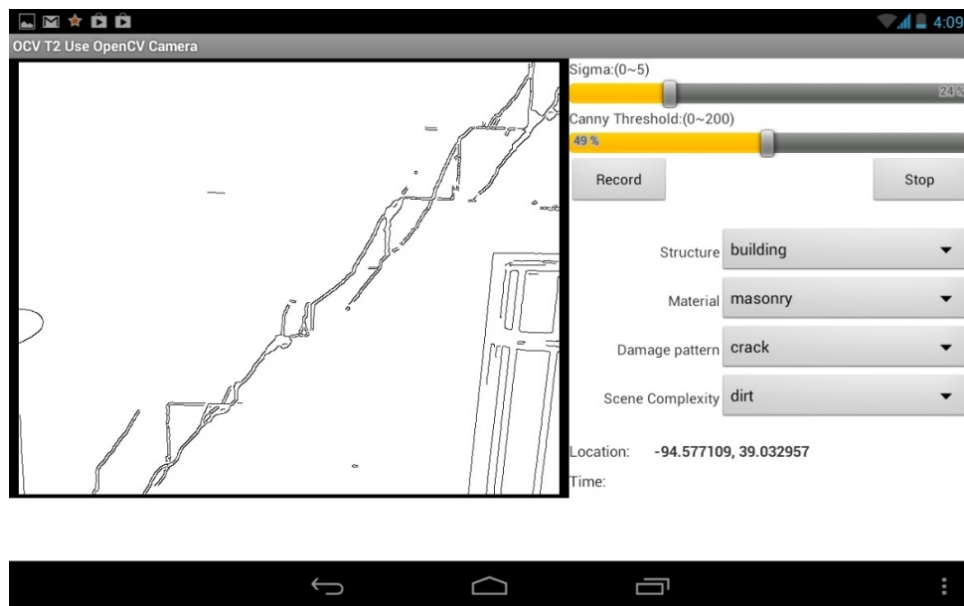 4:09
OCV T2 Use OpenCV Camera
Sigma:(0~5)
24%
Canny Threshold:(0~200)
49 %
Record
Stop
Structure building
Material masonry
Damage pattern crack
Scene Complexity dirt
Location: -94.577109, 39.032957
Time: